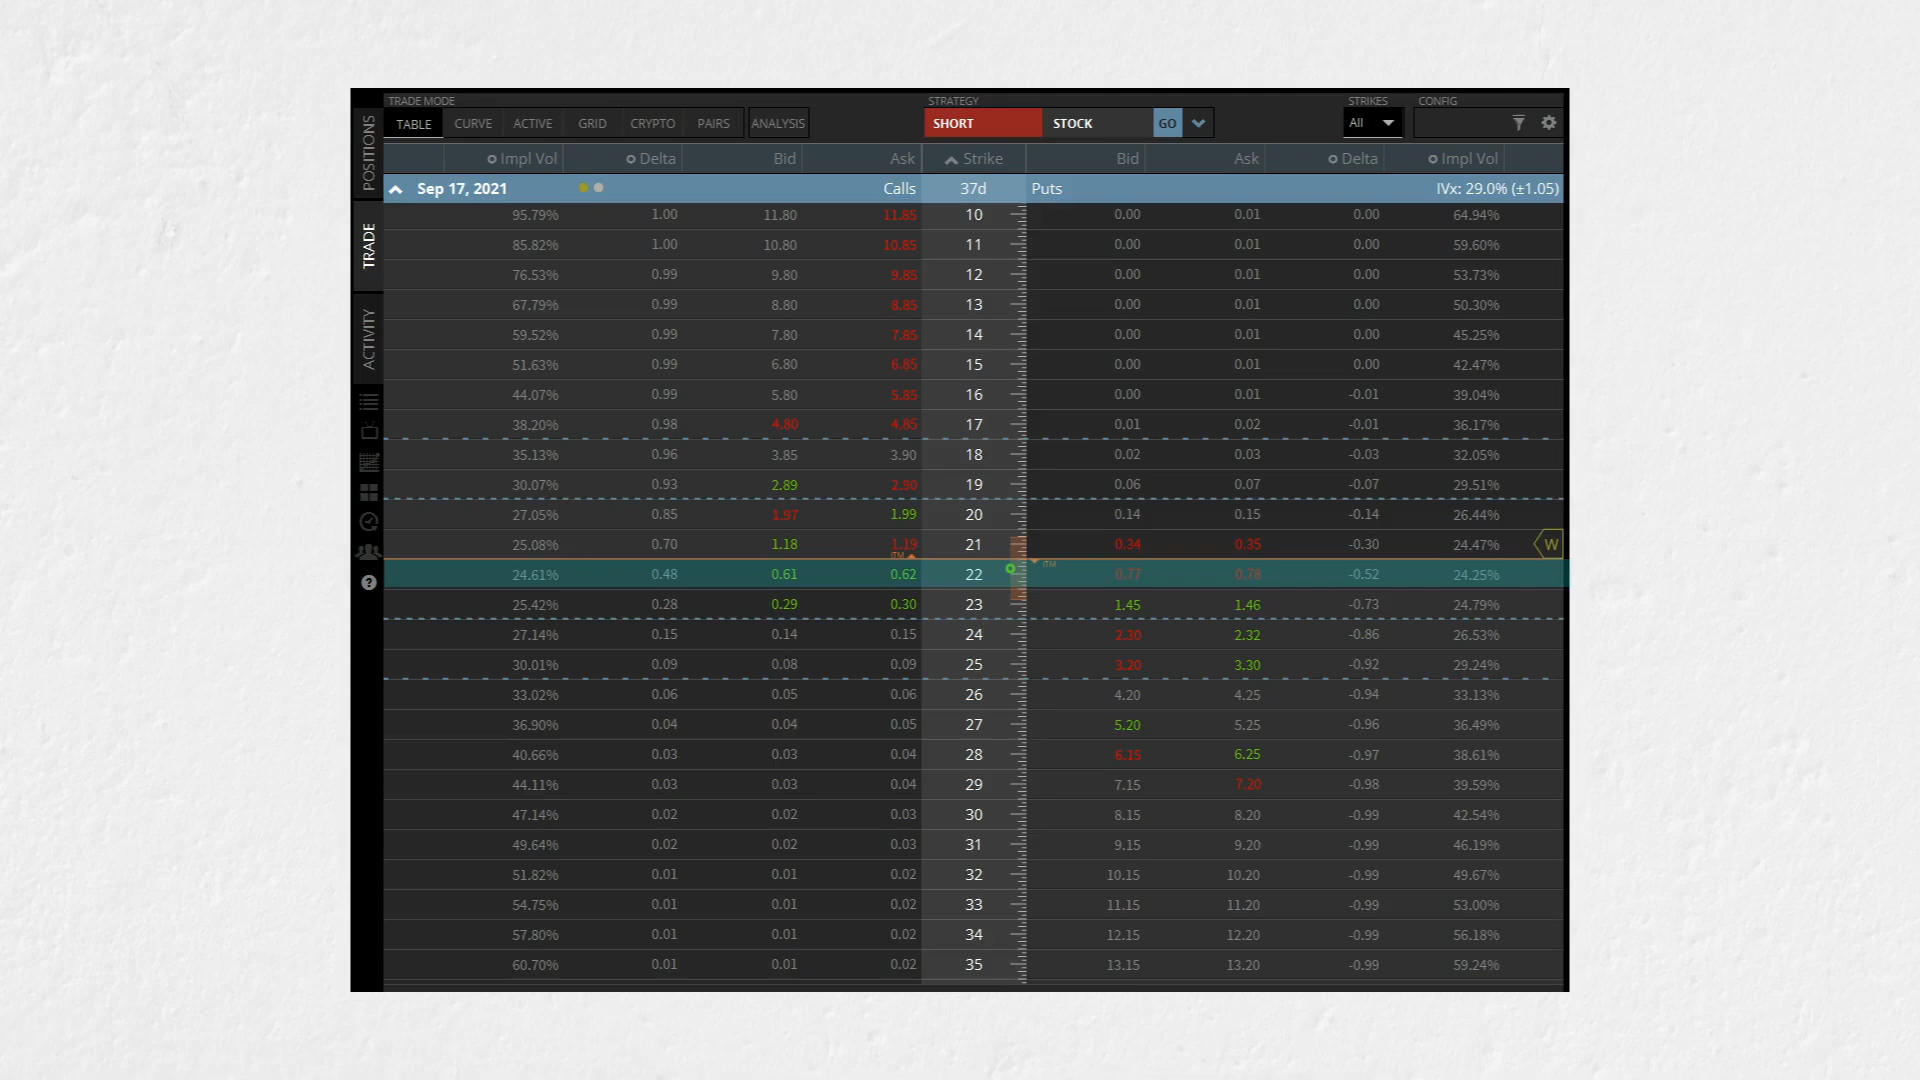 TRADE MODE STRATEGY STRIKES CONFIG
TABLE CURVE ACTIVE GRID CRYPTO PAIRS ANALYSIS SHORT STOCK GO All
POSITIONS
TRADE
ACTIVITY
Impl Vol Delta Bid Ask Strike Bid Ask Delta Impl Vol
Sep 17, 2021 Calls 37d Puts IVx: 29.0% (±1.05)
95.79% 1.00 11.80 11.85 10 0.00 0.01 0.00 64.94%
85.82% 1.00 10.80 10.85 11 0.00 0.01 0.00 59.60%
76.53% 0.99 9.80 9.85 12 0.00 0.01 0.00 53.73%
67.79% 0.99 8.80 8.85 13 0.00 0.01 0.00 50.30%
59.52% 0.99 7.80 7.85 14 0.00 0.01 0.00 45.25%
51.63% 0.99 6.80 6.85 15 0.00 0.01 0.00 42.47%
44.07% 0.99 5.80 5.85 16 0.00 0.01 -0.01 39.04%
38.20% 0.98 4.80 4.85 17 0.01 0.02 -0.01 36.17%
35.13% 0.96 3.85 3.90 18 0.02 0.03 -0.03 32.05%
30.07% 0.93 2.89 2.90 19 0.06 0.07 -0.07 29.51%
27.05% 0.85 1.97 1.99 20 0.14 0.15 -0.14 26.44%
25.08% 0.70 1.18 1.19 21 0.34 0.35 -0.30 24.47% W
ITM
ITM
24.61% 0.48 0.61 0.62 22 0.77 0.78 -0.52 24.25%
25.42% 0.28 0.29 0.30 23 1.45 1.46 -0.73 24.79%
27.14% 0.15 0.14 0.15 24 2.30 2.32 -0.86 26.53%
30.01% 0.09 0.08 0.09 25 3.20 3.30 -0.92 29.24%
33.02% 0.06 0.05 0.06 26 4.20 4.25 -0.94 33.13%
36.90% 0.04 0.04 0.05 27 5.20 5.25 -0.96 36.49%
40.66% 0.03 0.03 0.04 28 6.15 6.25 -0.97 38.61%
44.11% 0.03 0.03 0.04 29 7.15 7.20 -0.98 39.59%
47.14% 0.02 0.02 0.03 30 8.15 8.20 -0.99 42.54%
49.64% 0.02 0.02 0.03 31 9.15 9.20 -0.99 46.19%
51.82% 0.01 0.01 0.02 32 10.15 10.20 -0.99 49.67%
54.75% 0.01 0.01 0.02 33 11.15 11.20 -0.99 53.00%
57.80% 0.01 0.01 0.02 34 12.15 12.20 -0.99 56.18%
60.70% 0.01 0.01 0.02 35 13.15 13.20 -0.99 59.24%